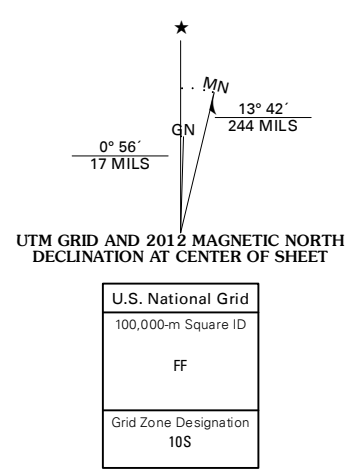 ★
MN
GN
13° 42´
244 MILS
0° 56´
17 MILS
UTM GRID AND 2012 MAGNETIC NORTH
DECLINATION AT CENTER OF SHEET
U.S. National Grid
100,000-m Square ID
FF
Grid Zone Designation
10S